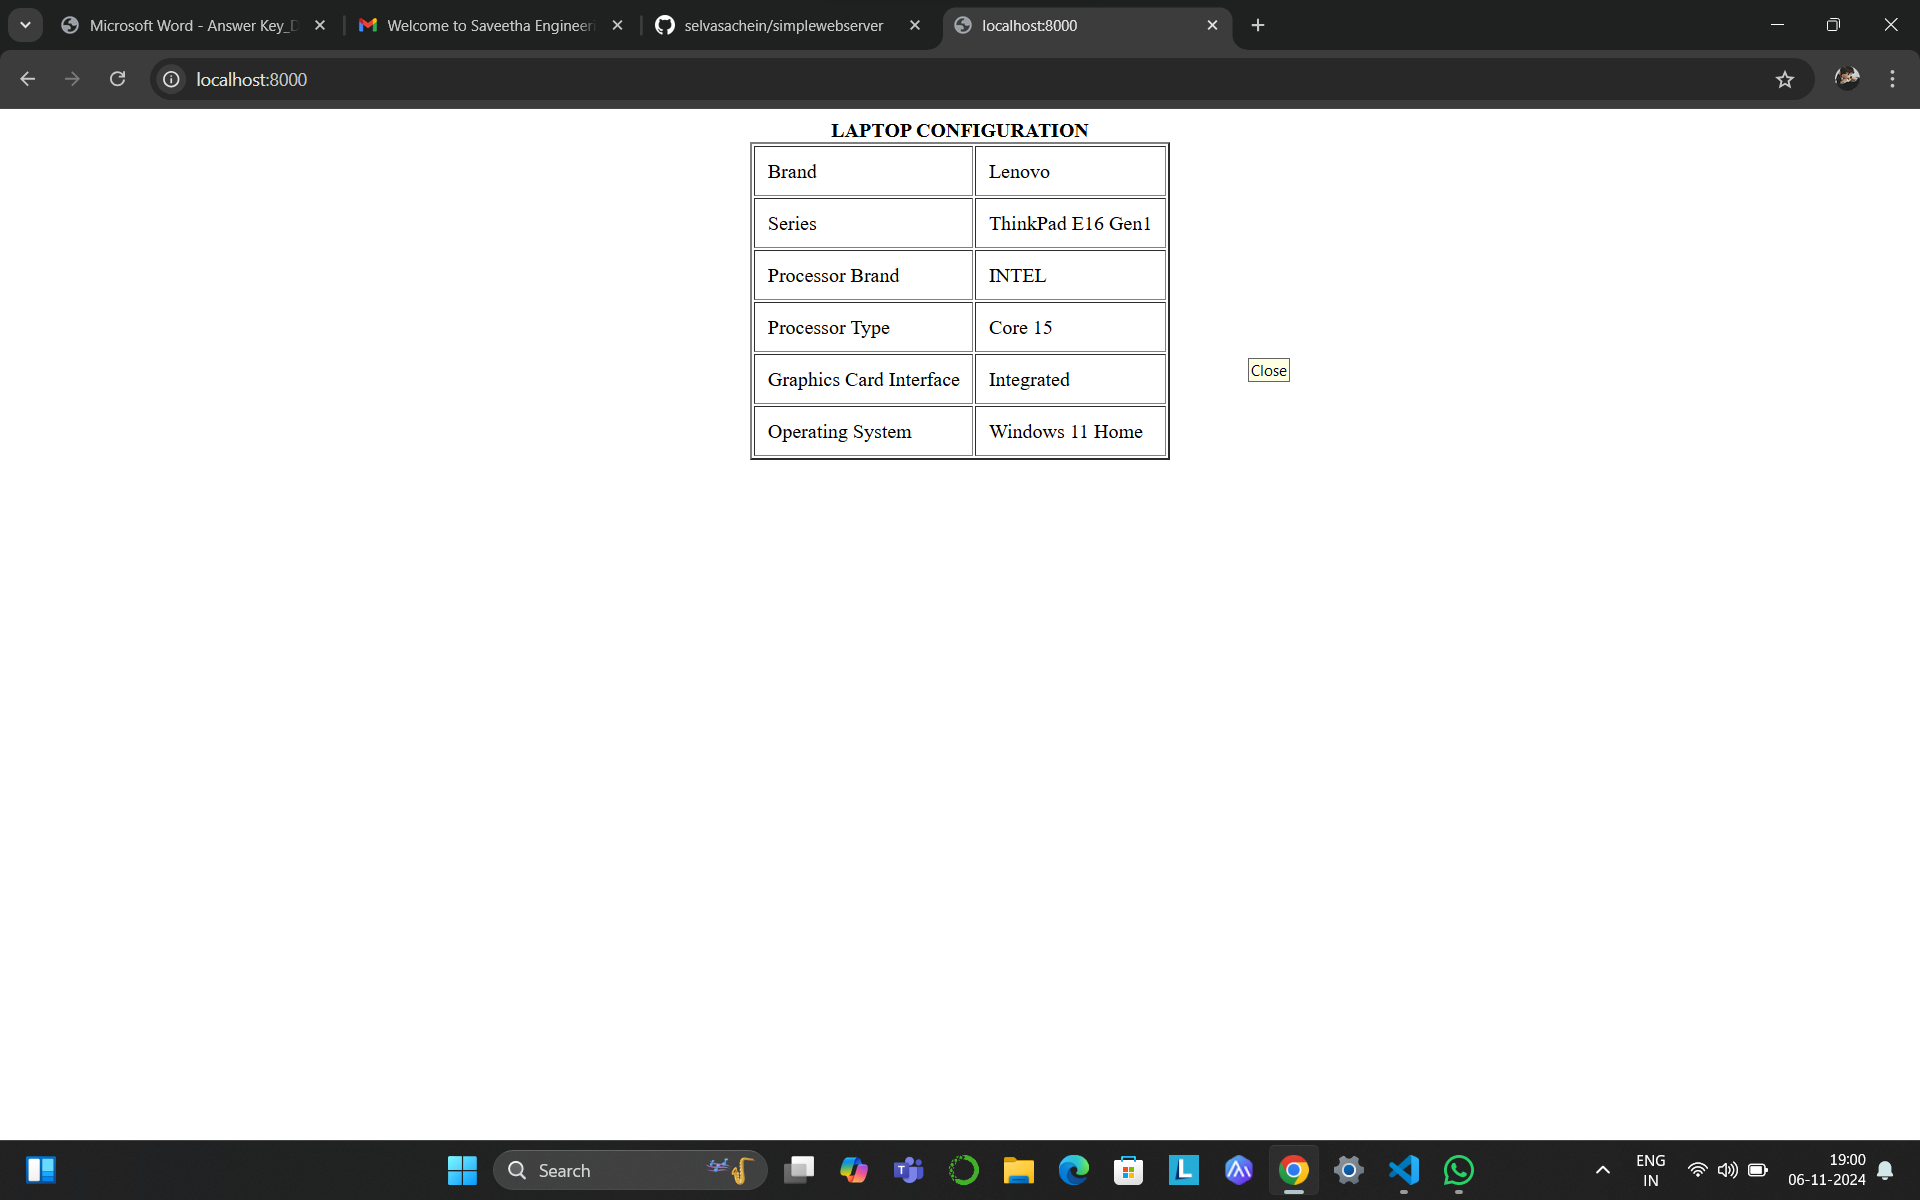 Microsoft Word - Answer Key_D
Welcome to Saveetha Engineeri
selvasachein/simplewebserver
localhost:8000
localhost:8000
LAPTOP CONFIGURATION
Brand Lenovo
Series ThinkPad E16 Gen1
Processor Brand INTEL
Processor Type Core 15
Graphics Card Interface Integrated
Close
Operating System Windows 11 Home
Search
ENG
IN
19:00
06-11-2024